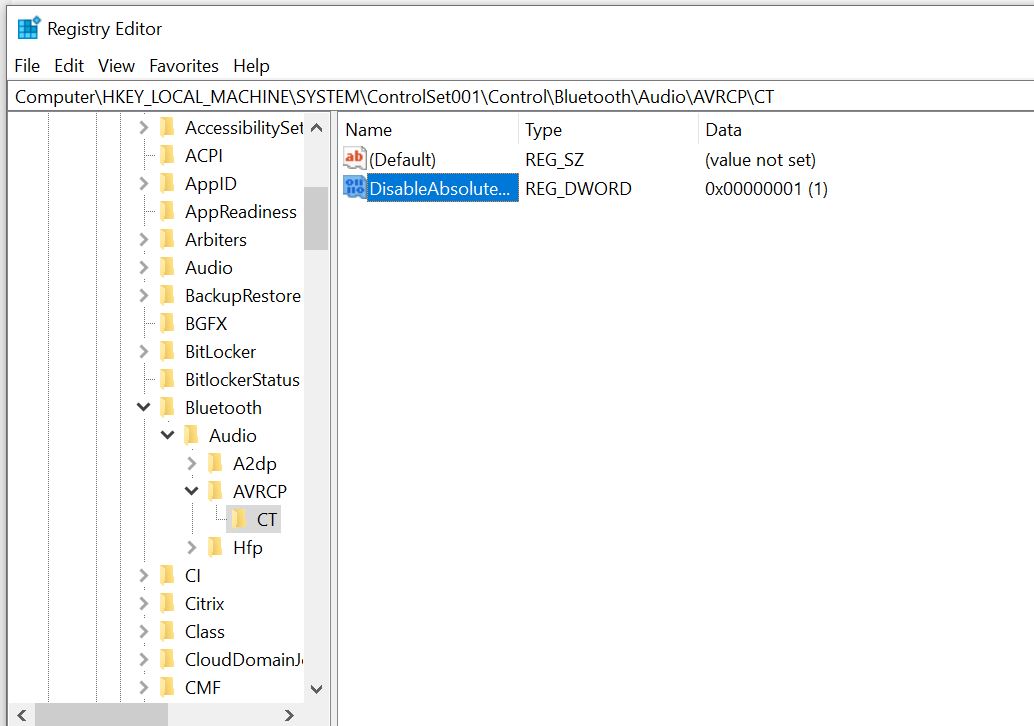 Registry Editor
File Edit View Favorites Help
Computer\HKEY_LOCAL_MACHINE\SYSTEM\ControlSet001\Control\Bluetooth\Audio\AVRCP\CT
AccessibilitySet
ACPI
AppID
AppReadiness
Arbiters
Audio
BackupRestore
BGFX
BitLocker
BitlockerStatus
Bluetooth
Audio
A2dp
AVRCP
CT
Hfp
CI
Citrix
Class
CloudDomainJo
CMF
Name Type Data
(Default) REG_SZ (value not set)
DisableAbsolute... REG_DWORD 0x00000001 (1)